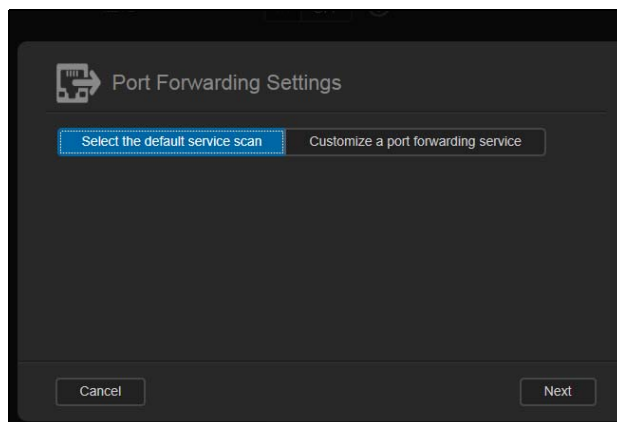 Port Forwarding Settings
Select the default service scan Customize a port forwarding service
Cancel Next